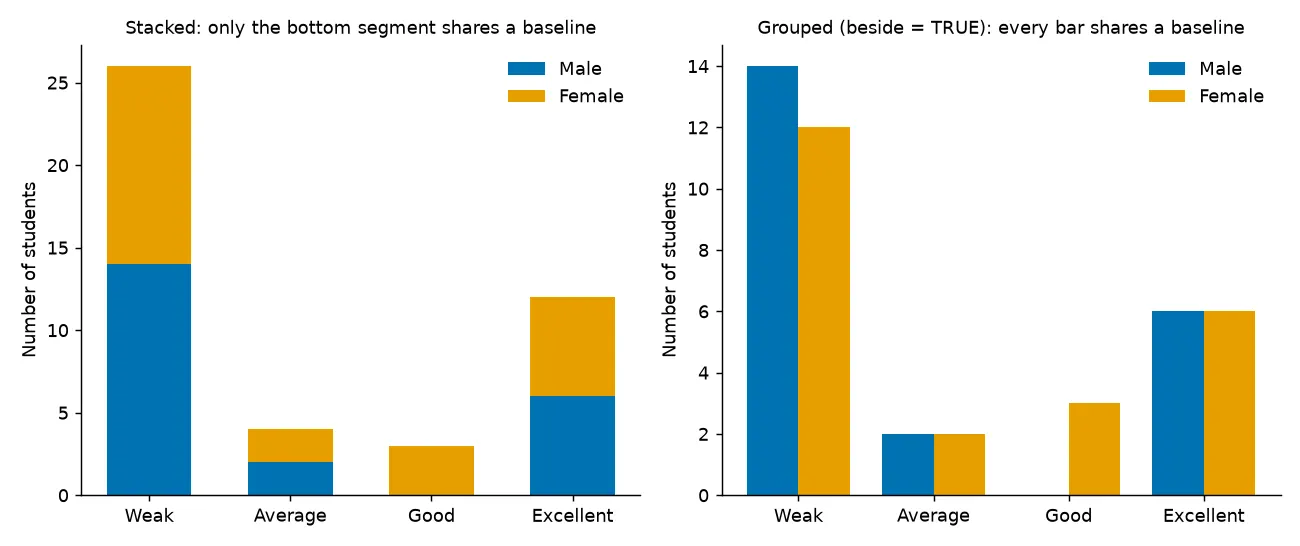 Stacked: only the bottom segment shares a baseline
Male
Female
Number of students
25
20
15
10
5
0
Weak Average Good Excellent
Grouped (beside = TRUE): every bar shares a baseline
Male
Female
Number of students
14
12
10
8
6
4
2
0
Weak Average Good Excellent